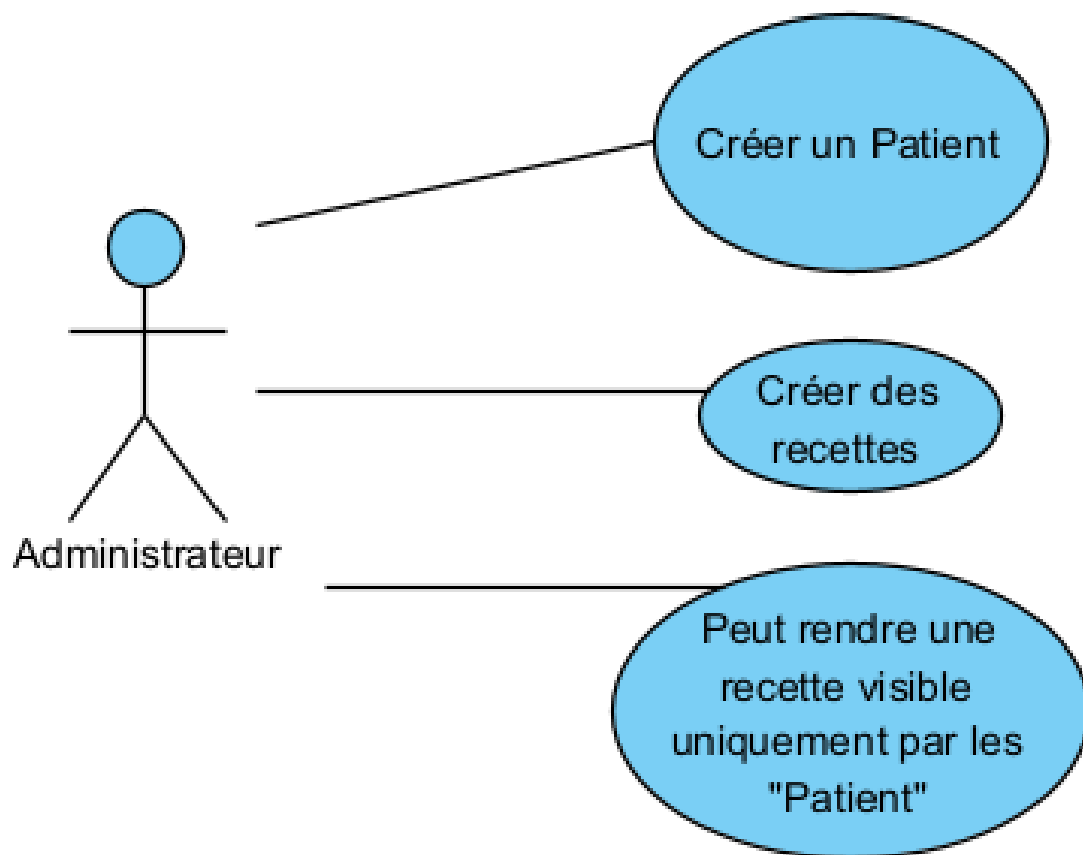 Créer un Patient
Créer des
recettes
Administrateur
Peut rendre une
recette visible
uniquement par les
"Patient"